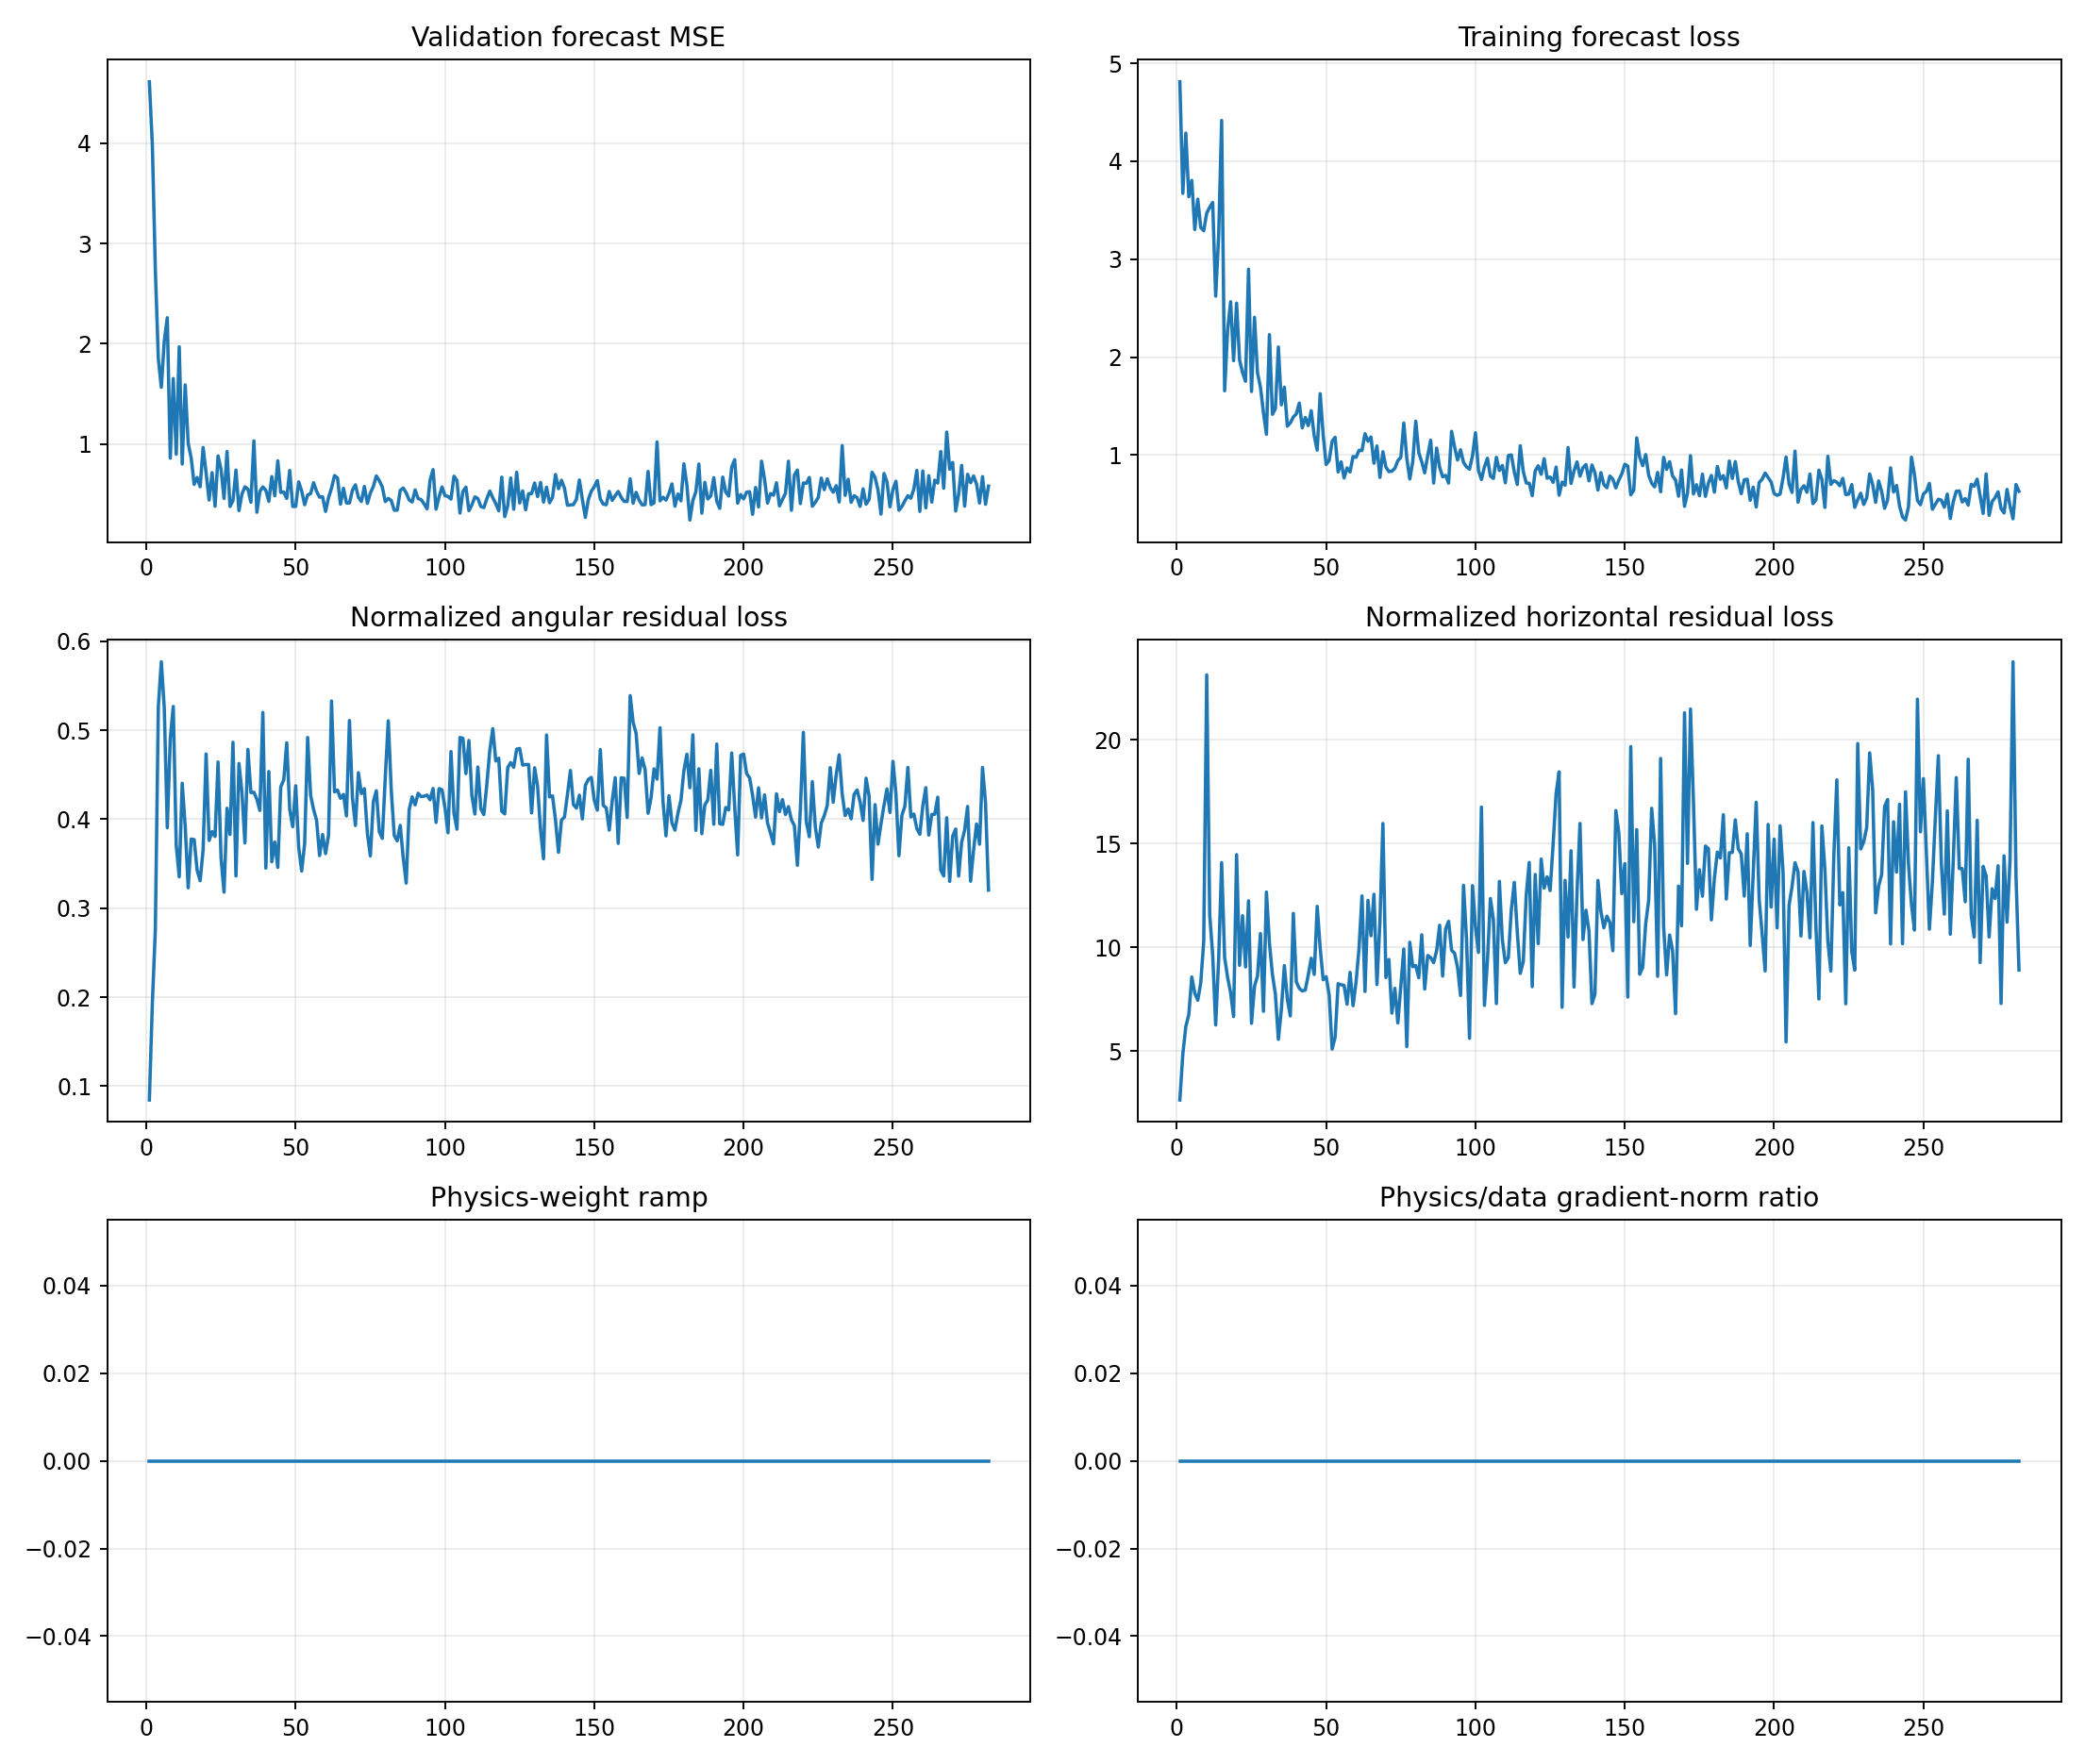 Validation forecast MSE
4
3
2
1
0 50 100 150 200 250
Training forecast loss
5
4
3
2
1
0 50 100 150 200 250
Normalized angular residual loss
0.6
0.5
0.4
0.3
0.2
0.1
0 50 100 150 200 250
Normalized horizontal residual loss
20
15
10
5
0 50 100 150 200 250
Physics-weight ramp
0.04
0.02
0.00
−0.02
−0.04
0 50 100 150 200 250
Physics/data gradient-norm ratio
0.04
0.02
0.00
−0.02
−0.04
0 50 100 150 200 250